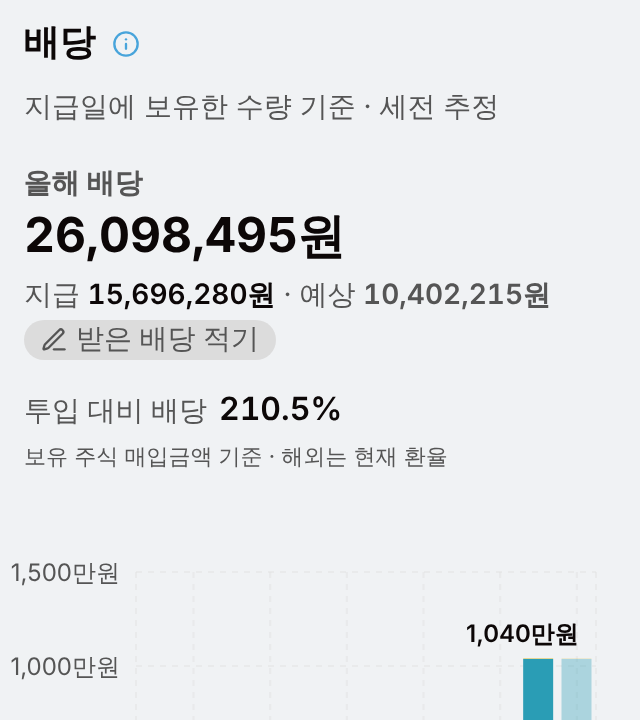 배당
지급일에 보유한 수량 기준 · 세전 추정
올해 배당
26,098,495원
지급 15,696,280원 · 예상 10,402,215원
받은 배당 적기
투입 대비 배당 210.5%
보유 주식 매입금액 기준 · 해외는 현재 환율
1,500만원
1,040만원
1,000만원